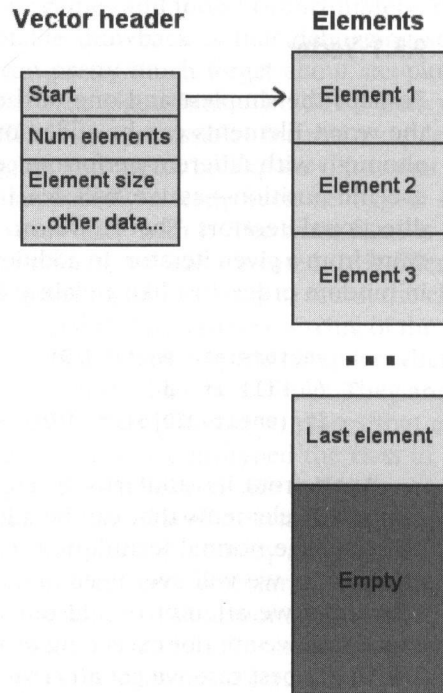 Vector header
Start
Num elements
Element size
...other data...
Elements
Element 1
Element 2
Element 3
...
Last element
Empty